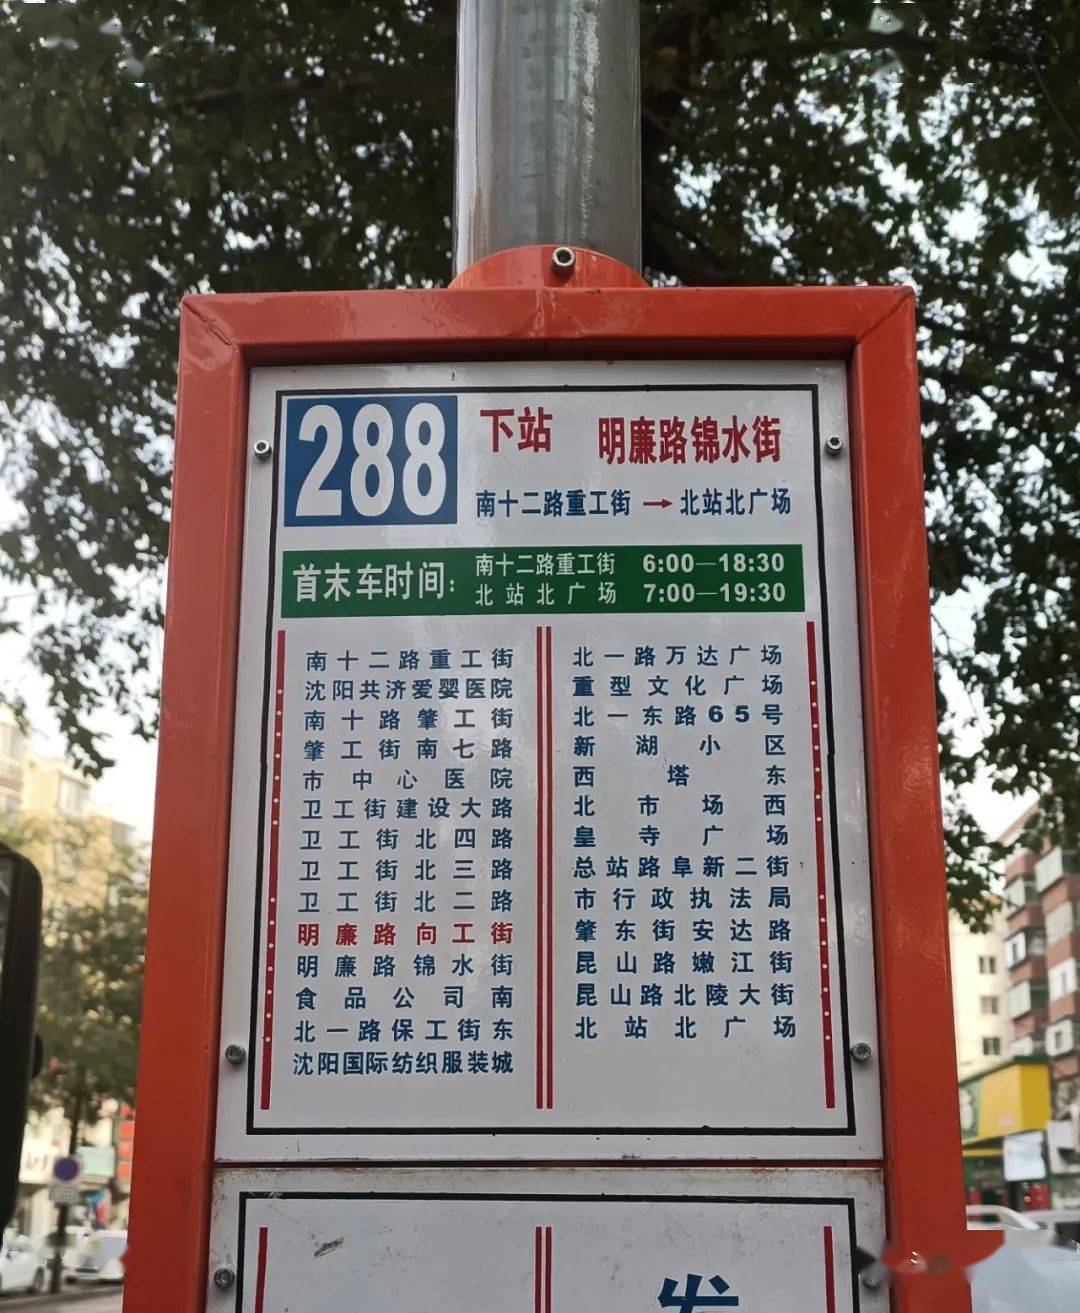 288
下站 明廉路锦水街
南十二路重工街→北站北广场
首末车时间：
南十二路重工街 6:00—18:30
北站北广场 7:00—19:30
南十二路重工街
沈阳共济爱婴医院
南十路肇工街
肇工街南七路
市中心医院
卫工街建设大路
卫工街北四路
卫工街北三路
卫工街北二路
明廉路向工街
明廉路锦水街
食品公司南
北一路保工街东
沈阳国际纺织服装城
北一路万达广场
重型文化广场
北一东路65号
新湖小区
西塔东
北市场西
皇寺广场
总站路阜新二街
市行政执法局
肇东街安达路
昆山路嫩江街
昆山路北陵大街
北站北广场
发